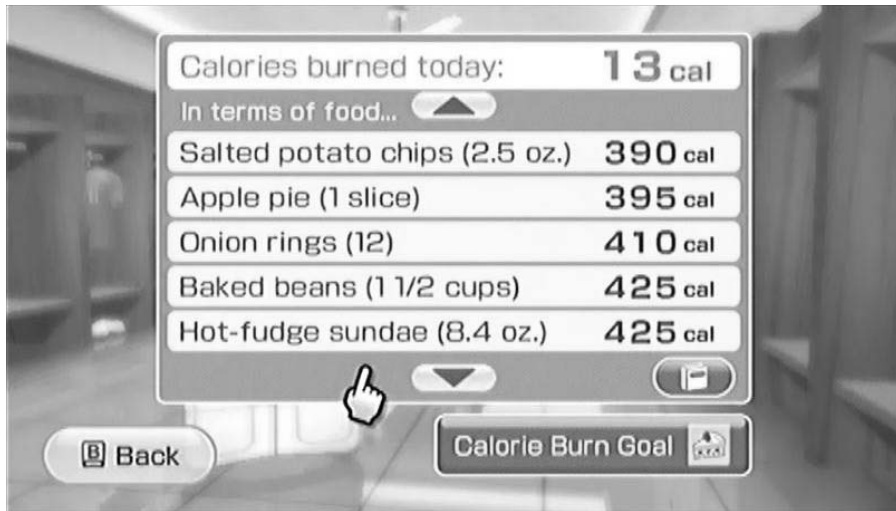 Calories burned today: 13 cal
In terms of food...
Salted potato chips (2.5 oz.) 390 cal
Apple pie (1 slice) 395 cal
Onion rings (12) 410 cal
Baked beans (1 1/2 cups) 425 cal
Hot-fudge sundae (8.4 oz.) 425 cal
B Back
Calorie Burn Goal